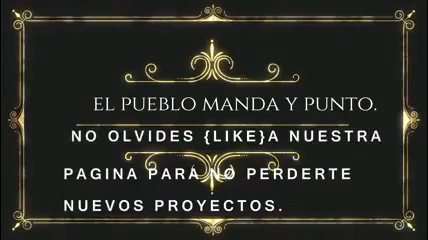 EL PUEBLO MANDA Y PUNTO.
NO OLVIDES {LIKE}A NUESTRA
PAGINA PARA NO PERDERTE
NUEVOS PROYECTOS.